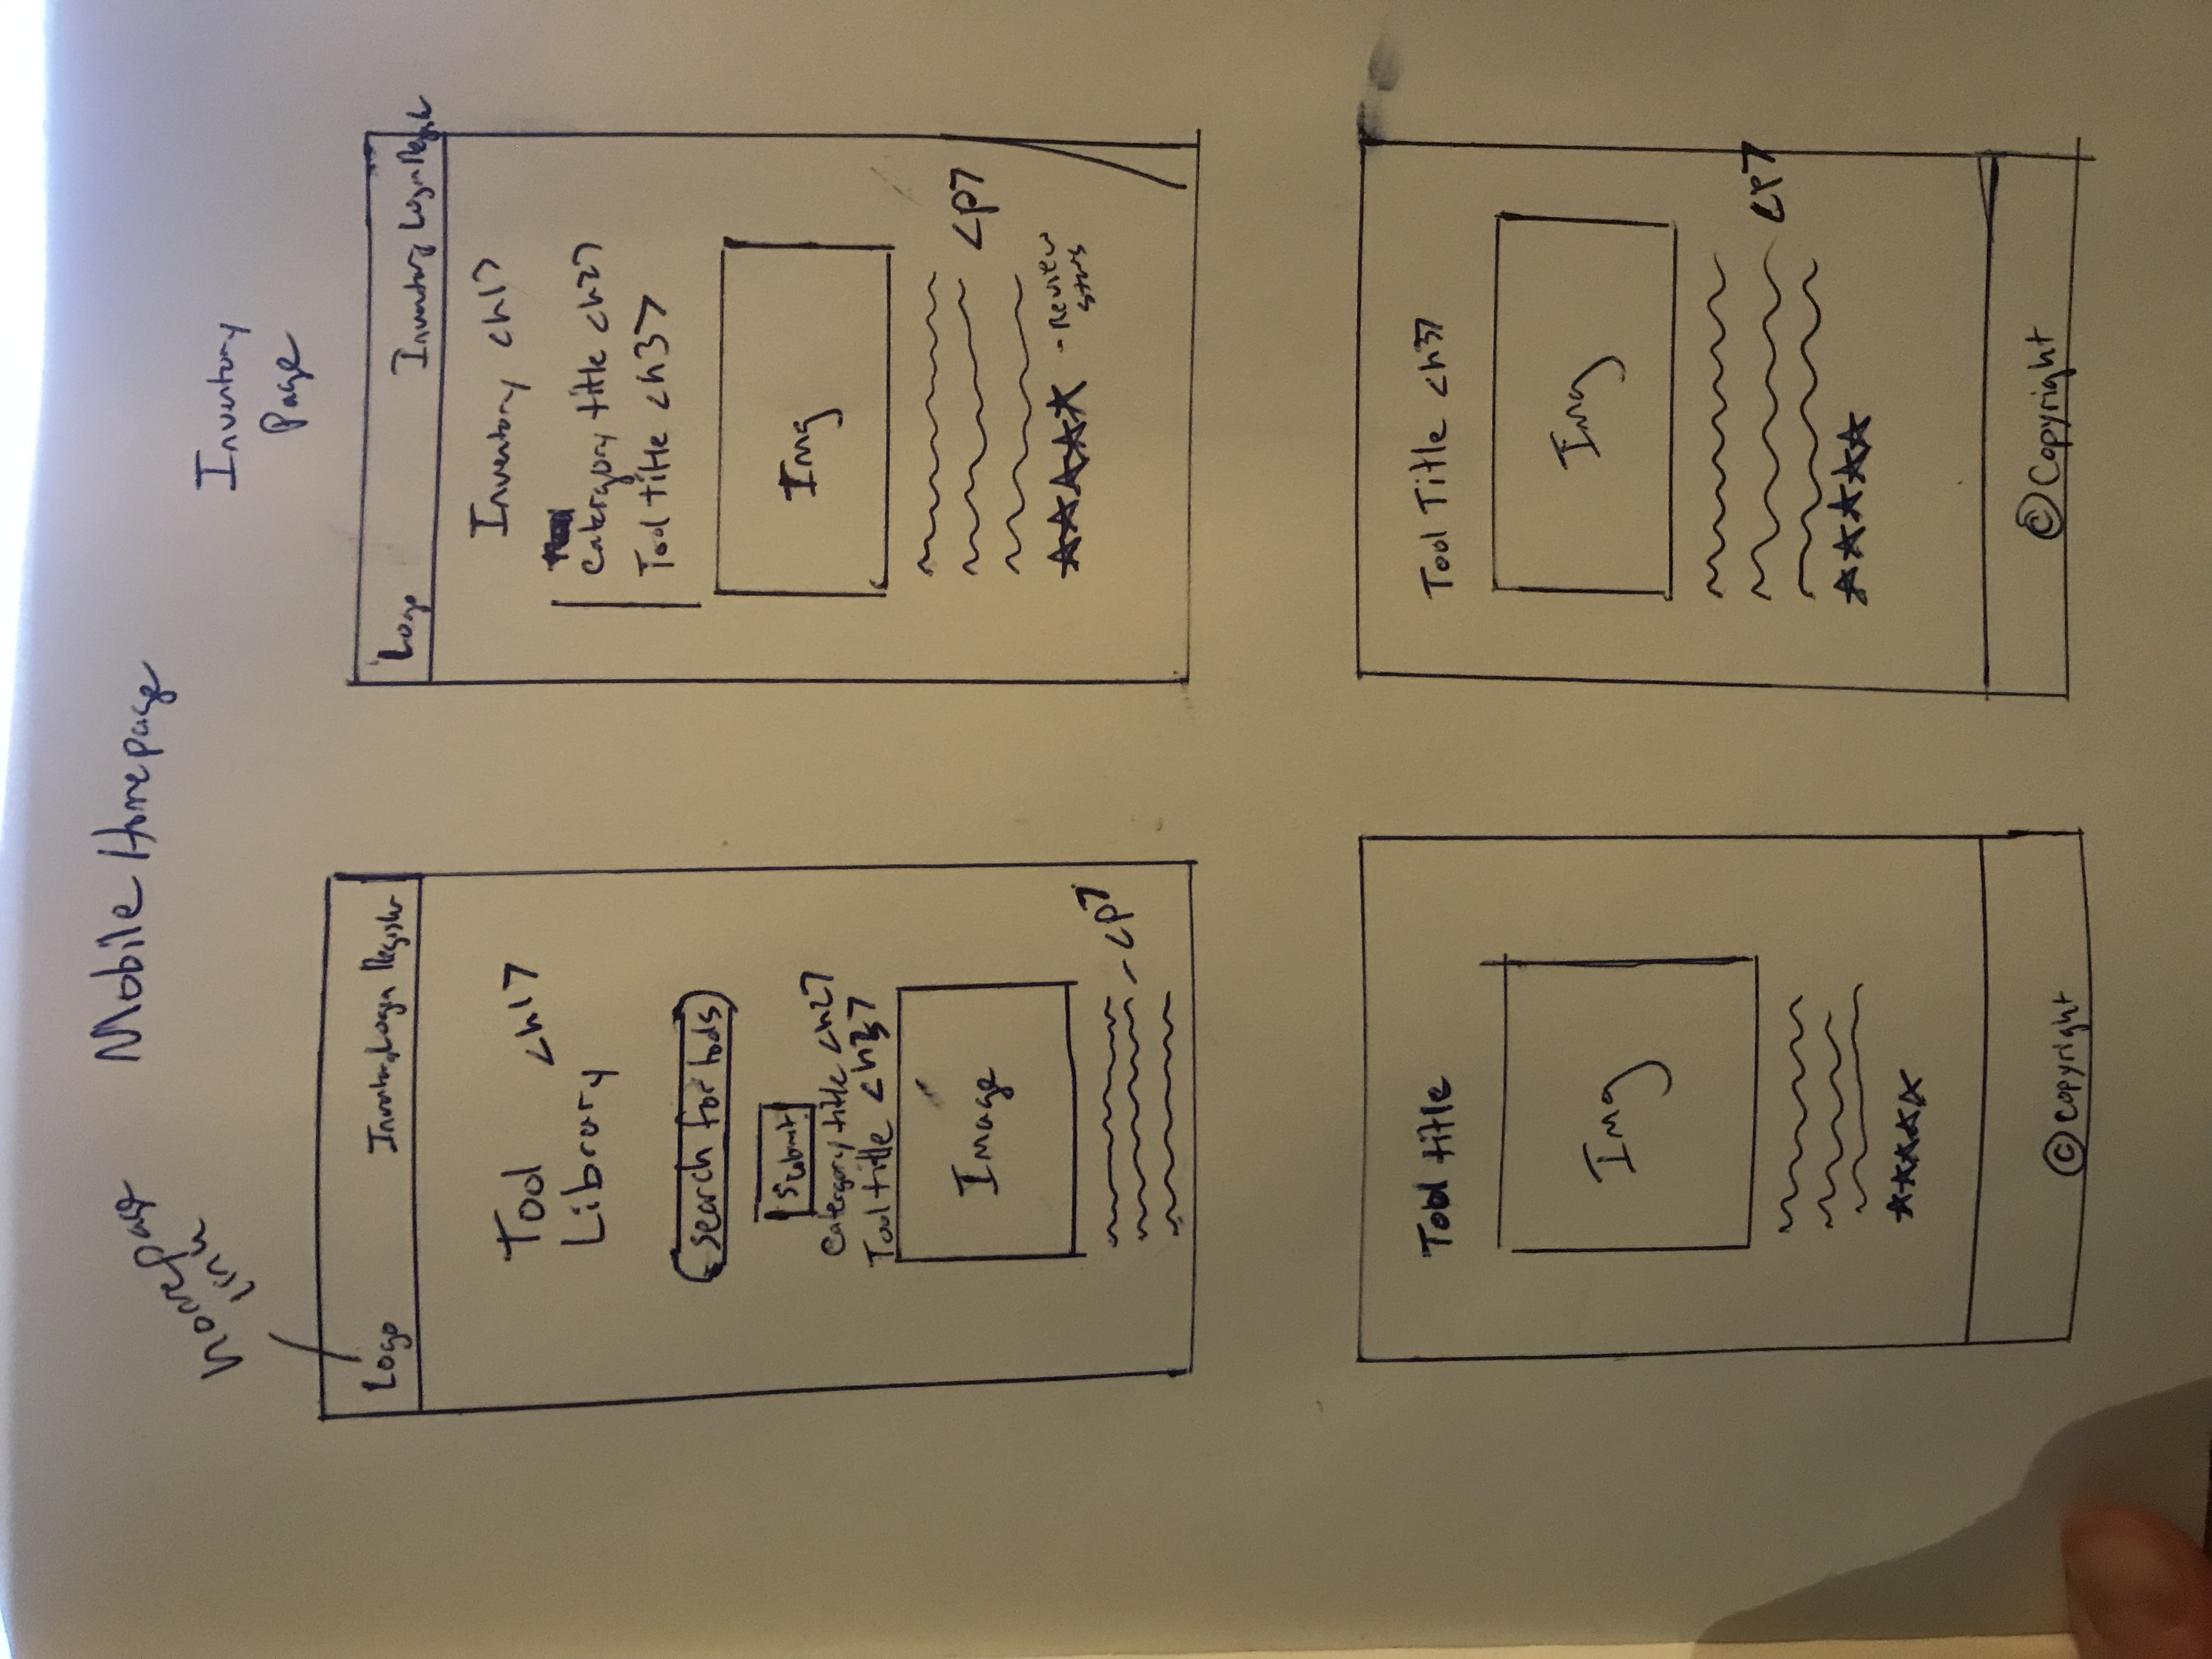 Mobile Homepage
homepage
link
Logo Inventory Login Register
Tool
Library <h1>
search for tools
Submit
Catergory title <h2>
Tool title <h3>
Image
<p>
Inventory
Page
Logo Inventory Login Register
Inventory <h1>
Catergory title <h2>
Tool title <h3>
Img
<p>
- Review
stars
Tool title
Img
© Copyright
Tool Title <h3>
Img
<p>
© Copyright